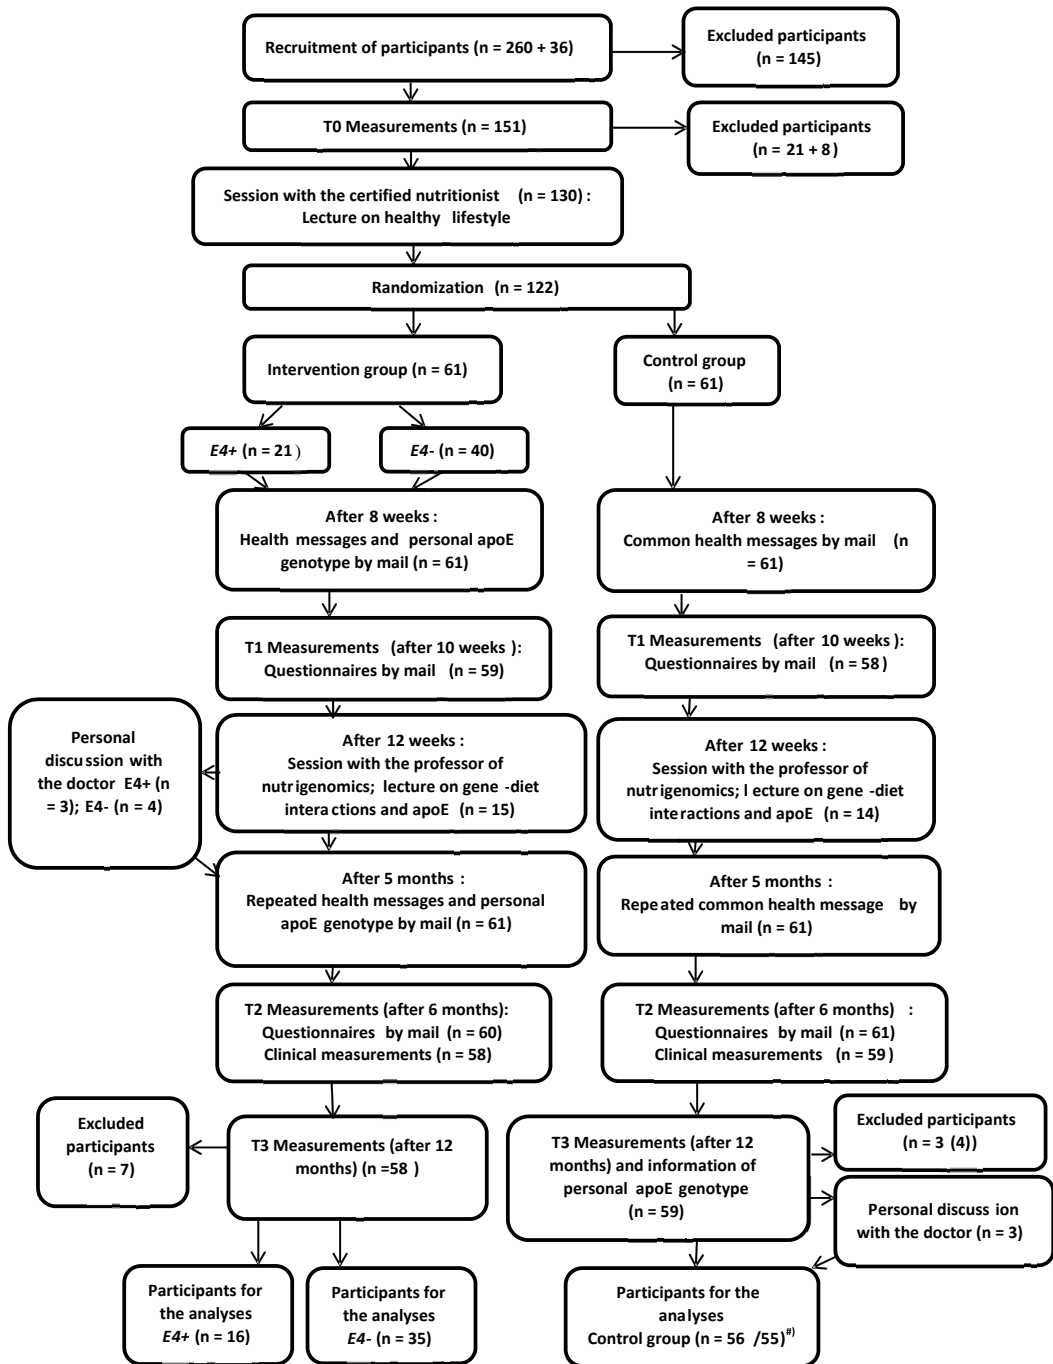 Recruitment of participants (n = 260 + 36)
Excluded participants
(n = 145)
T0 Measurements (n = 151)
Excluded participants
(n = 21 + 8)
Session with the certified nutritionist (n = 130) :
Lecture on healthy lifestyle
Randomization (n = 122)
Intervention group (n = 61)
Control group
(n = 61)
E4+ (n = 21)
E4- (n = 40)
After 8 weeks :
Health messages and personal apoE
genotype by mail (n = 61)
After 8 weeks :
Common health messages by mail (n
= 61)
T1 Measurements (after 10 weeks ):
Questionnaires by mail (n = 59)
T1 Measurements (after 10 weeks ):
Questionnaires by mail (n = 58)
Personal
discussion with
the doctor E4+ (n
= 3); E4- (n = 4)
After 12 weeks :
Session with the professor of
nutrigenomics; lecture on gene -diet
interactions and apoE (n = 15)
After 12 weeks :
Session with the professor of
nutrigenomics; l ecture on gene -diet
interactions and apoE (n = 14)
After 5 months :
Repeated health messages and personal
apoE genotype by mail (n = 61)
After 5 months :
Repeated common health message by
mail (n = 61)
T2 Measurements (after 6 months):
Questionnaires by mail (n = 60)
Clinical measurements (n = 58)
T2 Measurements (after 6 months) :
Questionnaires by mail (n = 61)
Clinical measurements (n = 59)
Excluded
participants
(n = 7)
T3 Measurements (after 12
months) (n =58 )
T3 Measurements (after 12
months) and information of
personal apoE genotype
(n = 59)
Excluded participants
(n = 3 (4))
Personal discuss ion
with the doctor (n = 3)
Participants for
the analyses
E4+ (n = 16)
Participants for
the analyses
E4- (n = 35)
Participants for the
analyses
Control group (n = 56 /55)#)